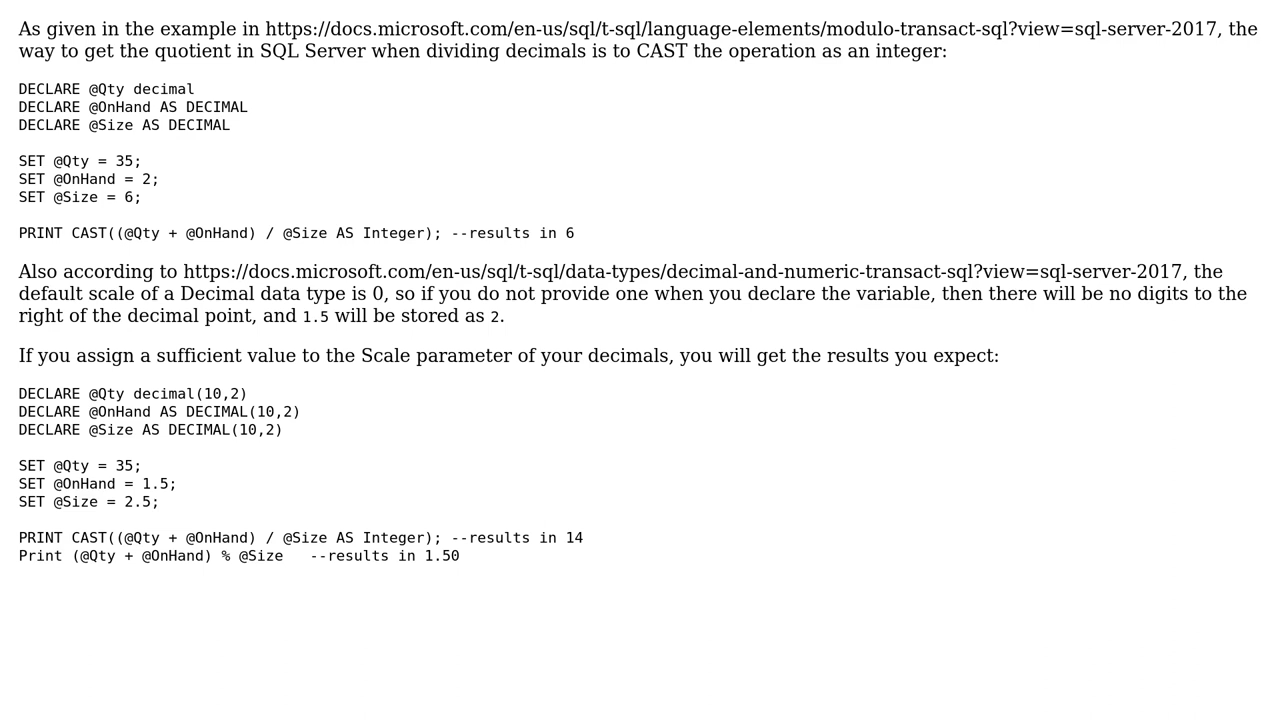 As given in the example in https://docs.microsoft.com/en-us/sql/t-sql/language-elements/modulo-transact-sql?view=sql-server-2017, the
way to get the quotient in SQL Server when dividing decimals is to CAST the operation as an integer:
DECLARE @Qty decimal
DECLARE @OnHand AS DECIMAL
DECLARE @Size AS DECIMAL
SET @Qty = 35;
SET @OnHand = 2;
SET @Size = 6;
PRINT CAST((@Qty + @OnHand) / @Size AS Integer); --results in 6
Also according to https://docs.microsoft.com/en-us/sql/t-sql/data-types/decimal-and-numeric-transact-sql?view=sql-server-2017, the
default scale of a Decimal data type is 0, so if you do not provide one when you declare the variable, then there will be no digits to the
right of the decimal point, and 1.5 will be stored as 2.
If you assign a sufficient value to the Scale parameter of your decimals, you will get the results you expect:
DECLARE @Qty decimal(10,2)
DECLARE @OnHand AS DECIMAL(10,2)
DECLARE @Size AS DECIMAL(10,2)
SET @Qty = 35;
SET @OnHand = 1.5;
SET @Size = 2.5;
PRINT CAST((@Qty + @OnHand) / @Size AS Integer); --results in 14
Print (@Qty + @OnHand) % @Size   --results in 1.50